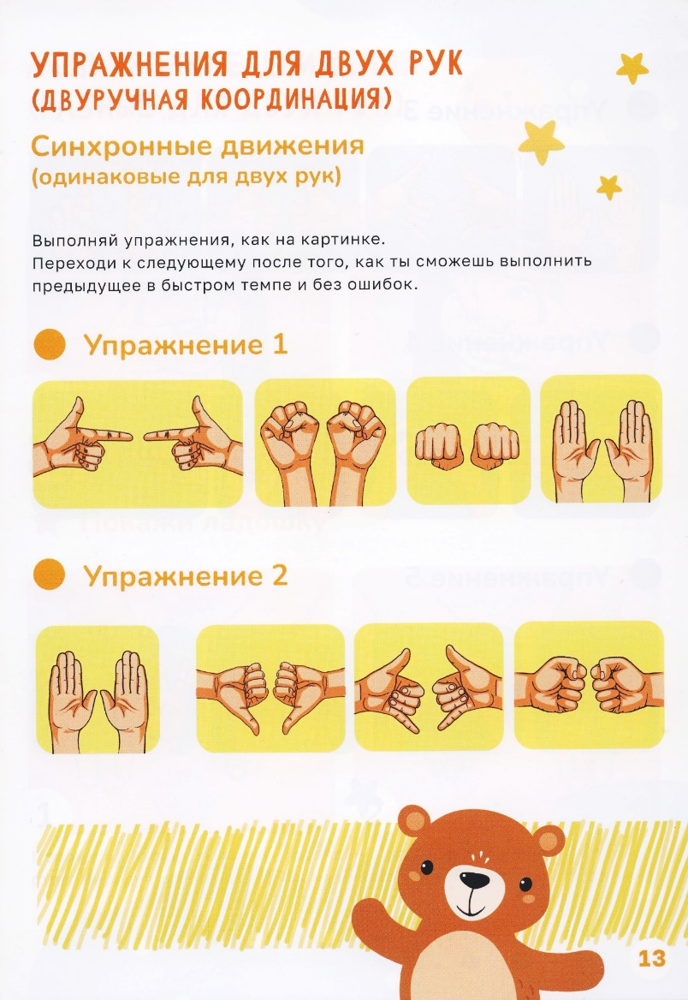 УПРАЖНЕНИЯ ДЛЯ ДВУХ РУК
(ДВУРУЧНАЯ КООРДИНАЦИЯ)
Синхронные движения
(одинаковые для двух рук)
Выполняй упражнения, как на картинке.
Переходи к следующему после того, как ты сможешь выполнить
предыдущее в быстром темпе и без ошибок.
Упражнение 1
Упражнение 2
13